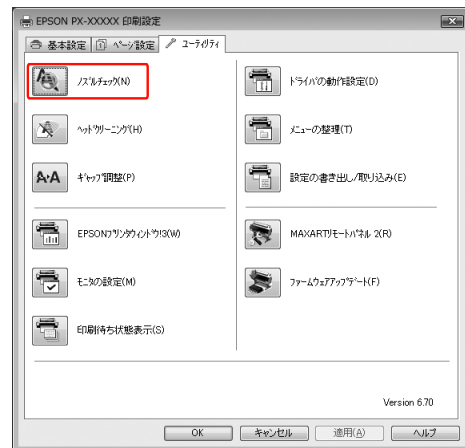 EPSON PX-XXXXX 印刷設定
基本設定 ページ設定 ユーティリティ
ノズルチェック(N)
ヘッドクリーニング(H)
ギャップ調整(P)
EPSONプリンタウィンドウ!3(W)
モニタの設定(M)
印刷待ち状態表示(S)
ドライバの動作設定(D)
メニューの整理(T)
設定の書き出し/取り込み(E)
MAXARTリモートパネル 2(R)
ファームウェアアップデート(F)
Version 6.70
OK キャンセル 適用(A) ヘルプ